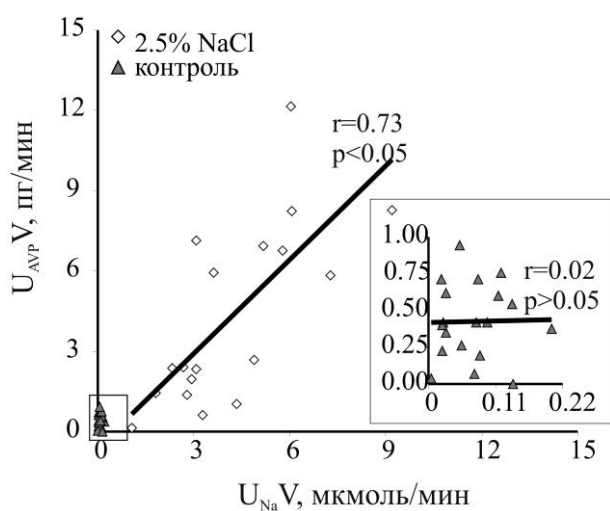 15
12
9
6
3
0
U_AVP V, пг/мин
2.5% NaCl
контроль
r=0.73
p<0.05
1.00
0.75
0.50
0.25
0.00
r=0.02
p>0.05
0 0.11 0.22
0 3 6 9 12 15
U_Na V, мкмоль/мин